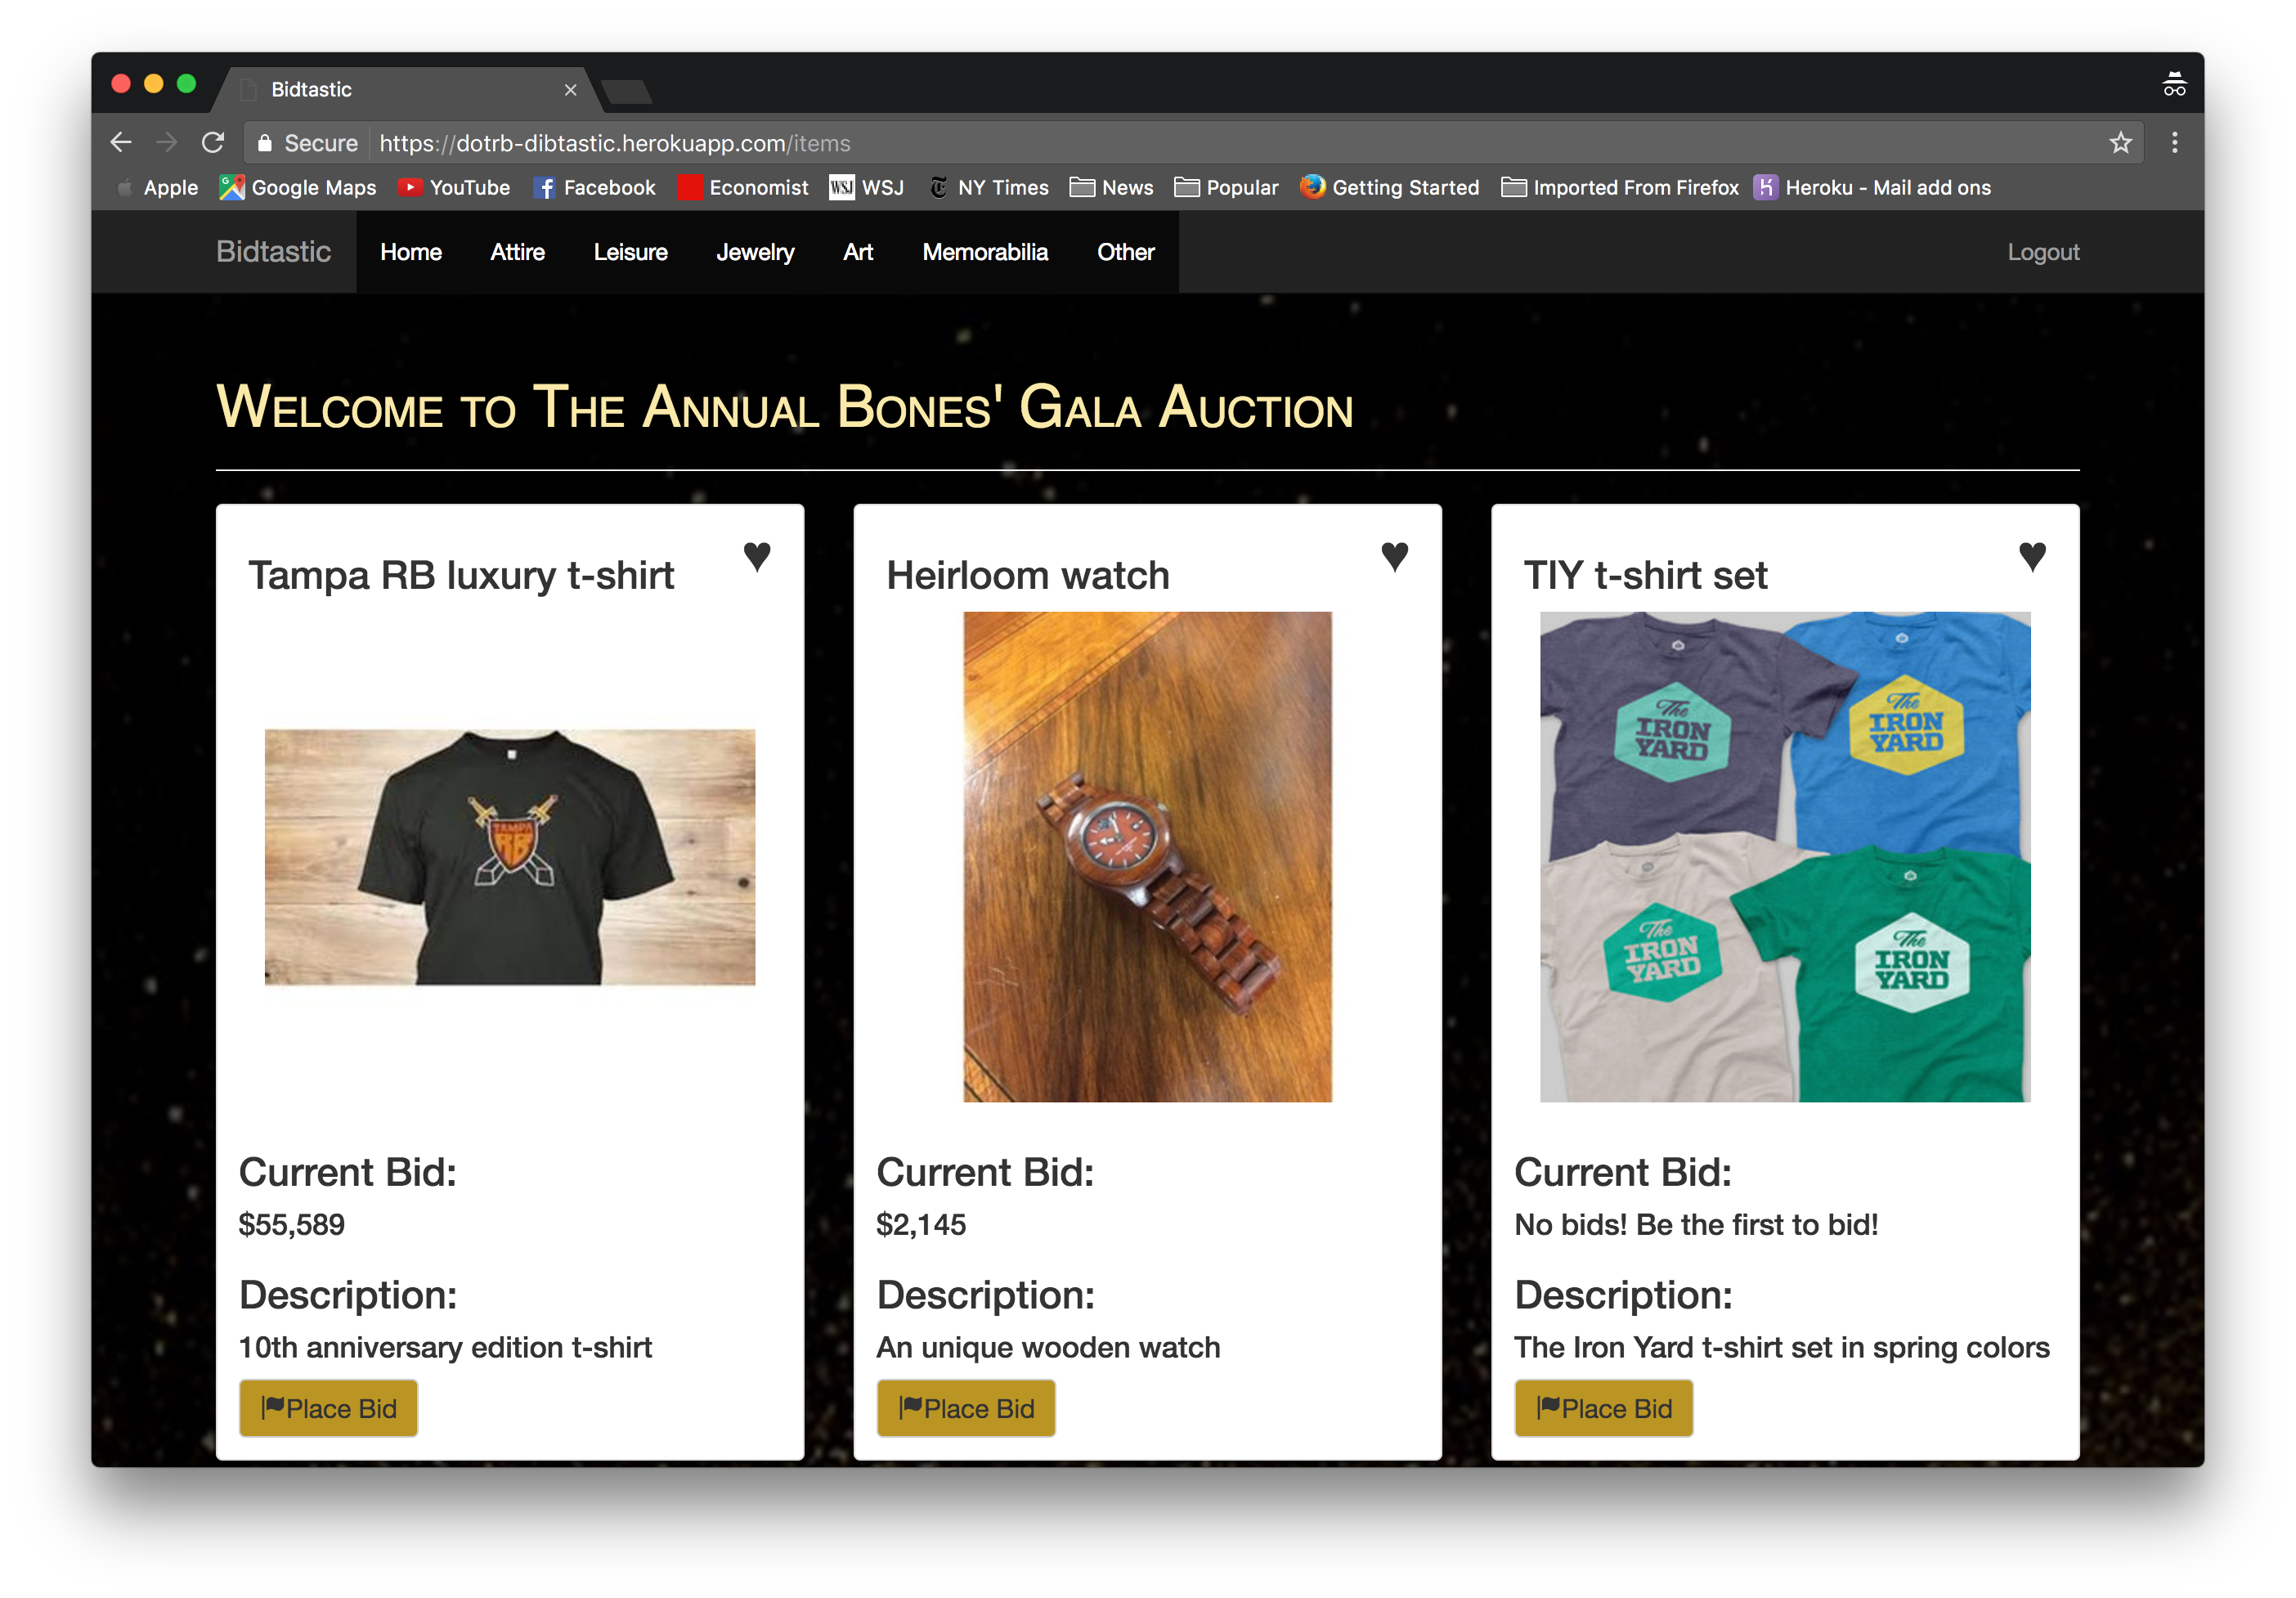 Bidtastic
Secure https://dotrb-dibtastic.herokuapp.com/items
Apple Google Maps YouTube Facebook Economist WSJ NY Times News Popular Getting Started Imported From Firefox Heroku - Mail add ons
Bidtastic Home Attire Leisure Jewelry Art Memorabilia Other Logout
Welcome to The Annual Bones' Gala Auction
Tampa RB luxury t-shirt
TAMPA
RB
Current Bid:
$55,589
Description:
10th anniversary edition t-shirt
Place Bid
Heirloom watch
Current Bid:
$2,145
Description:
An unique wooden watch
Place Bid
TIY t-shirt set
The
IRON
YARD
The
IRON
YARD
The
IRON
YARD
The
IRON
YARD
Current Bid:
No bids! Be the first to bid!
Description:
The Iron Yard t-shirt set in spring colors
Place Bid